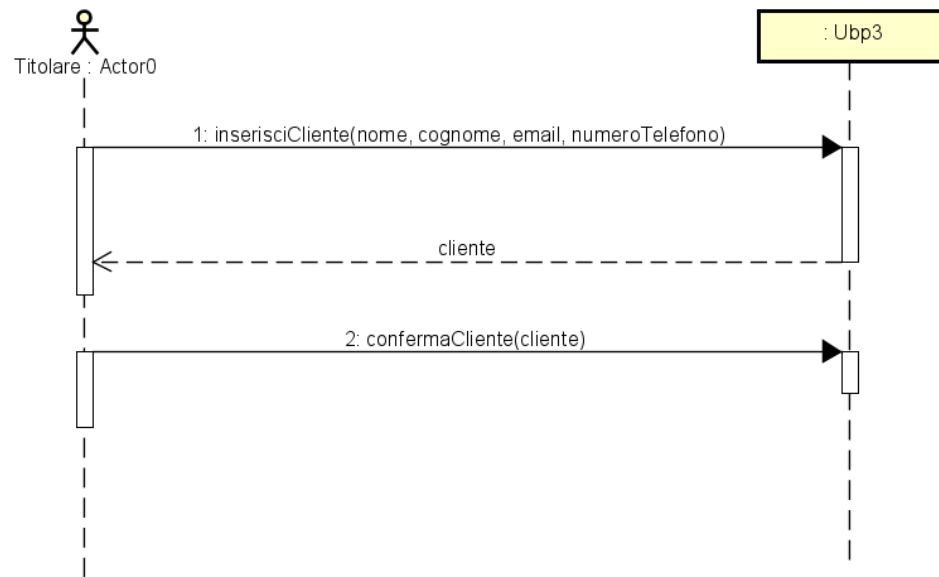 : Ubp3
Titolare : Actor0
1: inserisciCliente(nome, cognome, email, numeroTelefono)
cliente
2: confermaCliente(cliente)